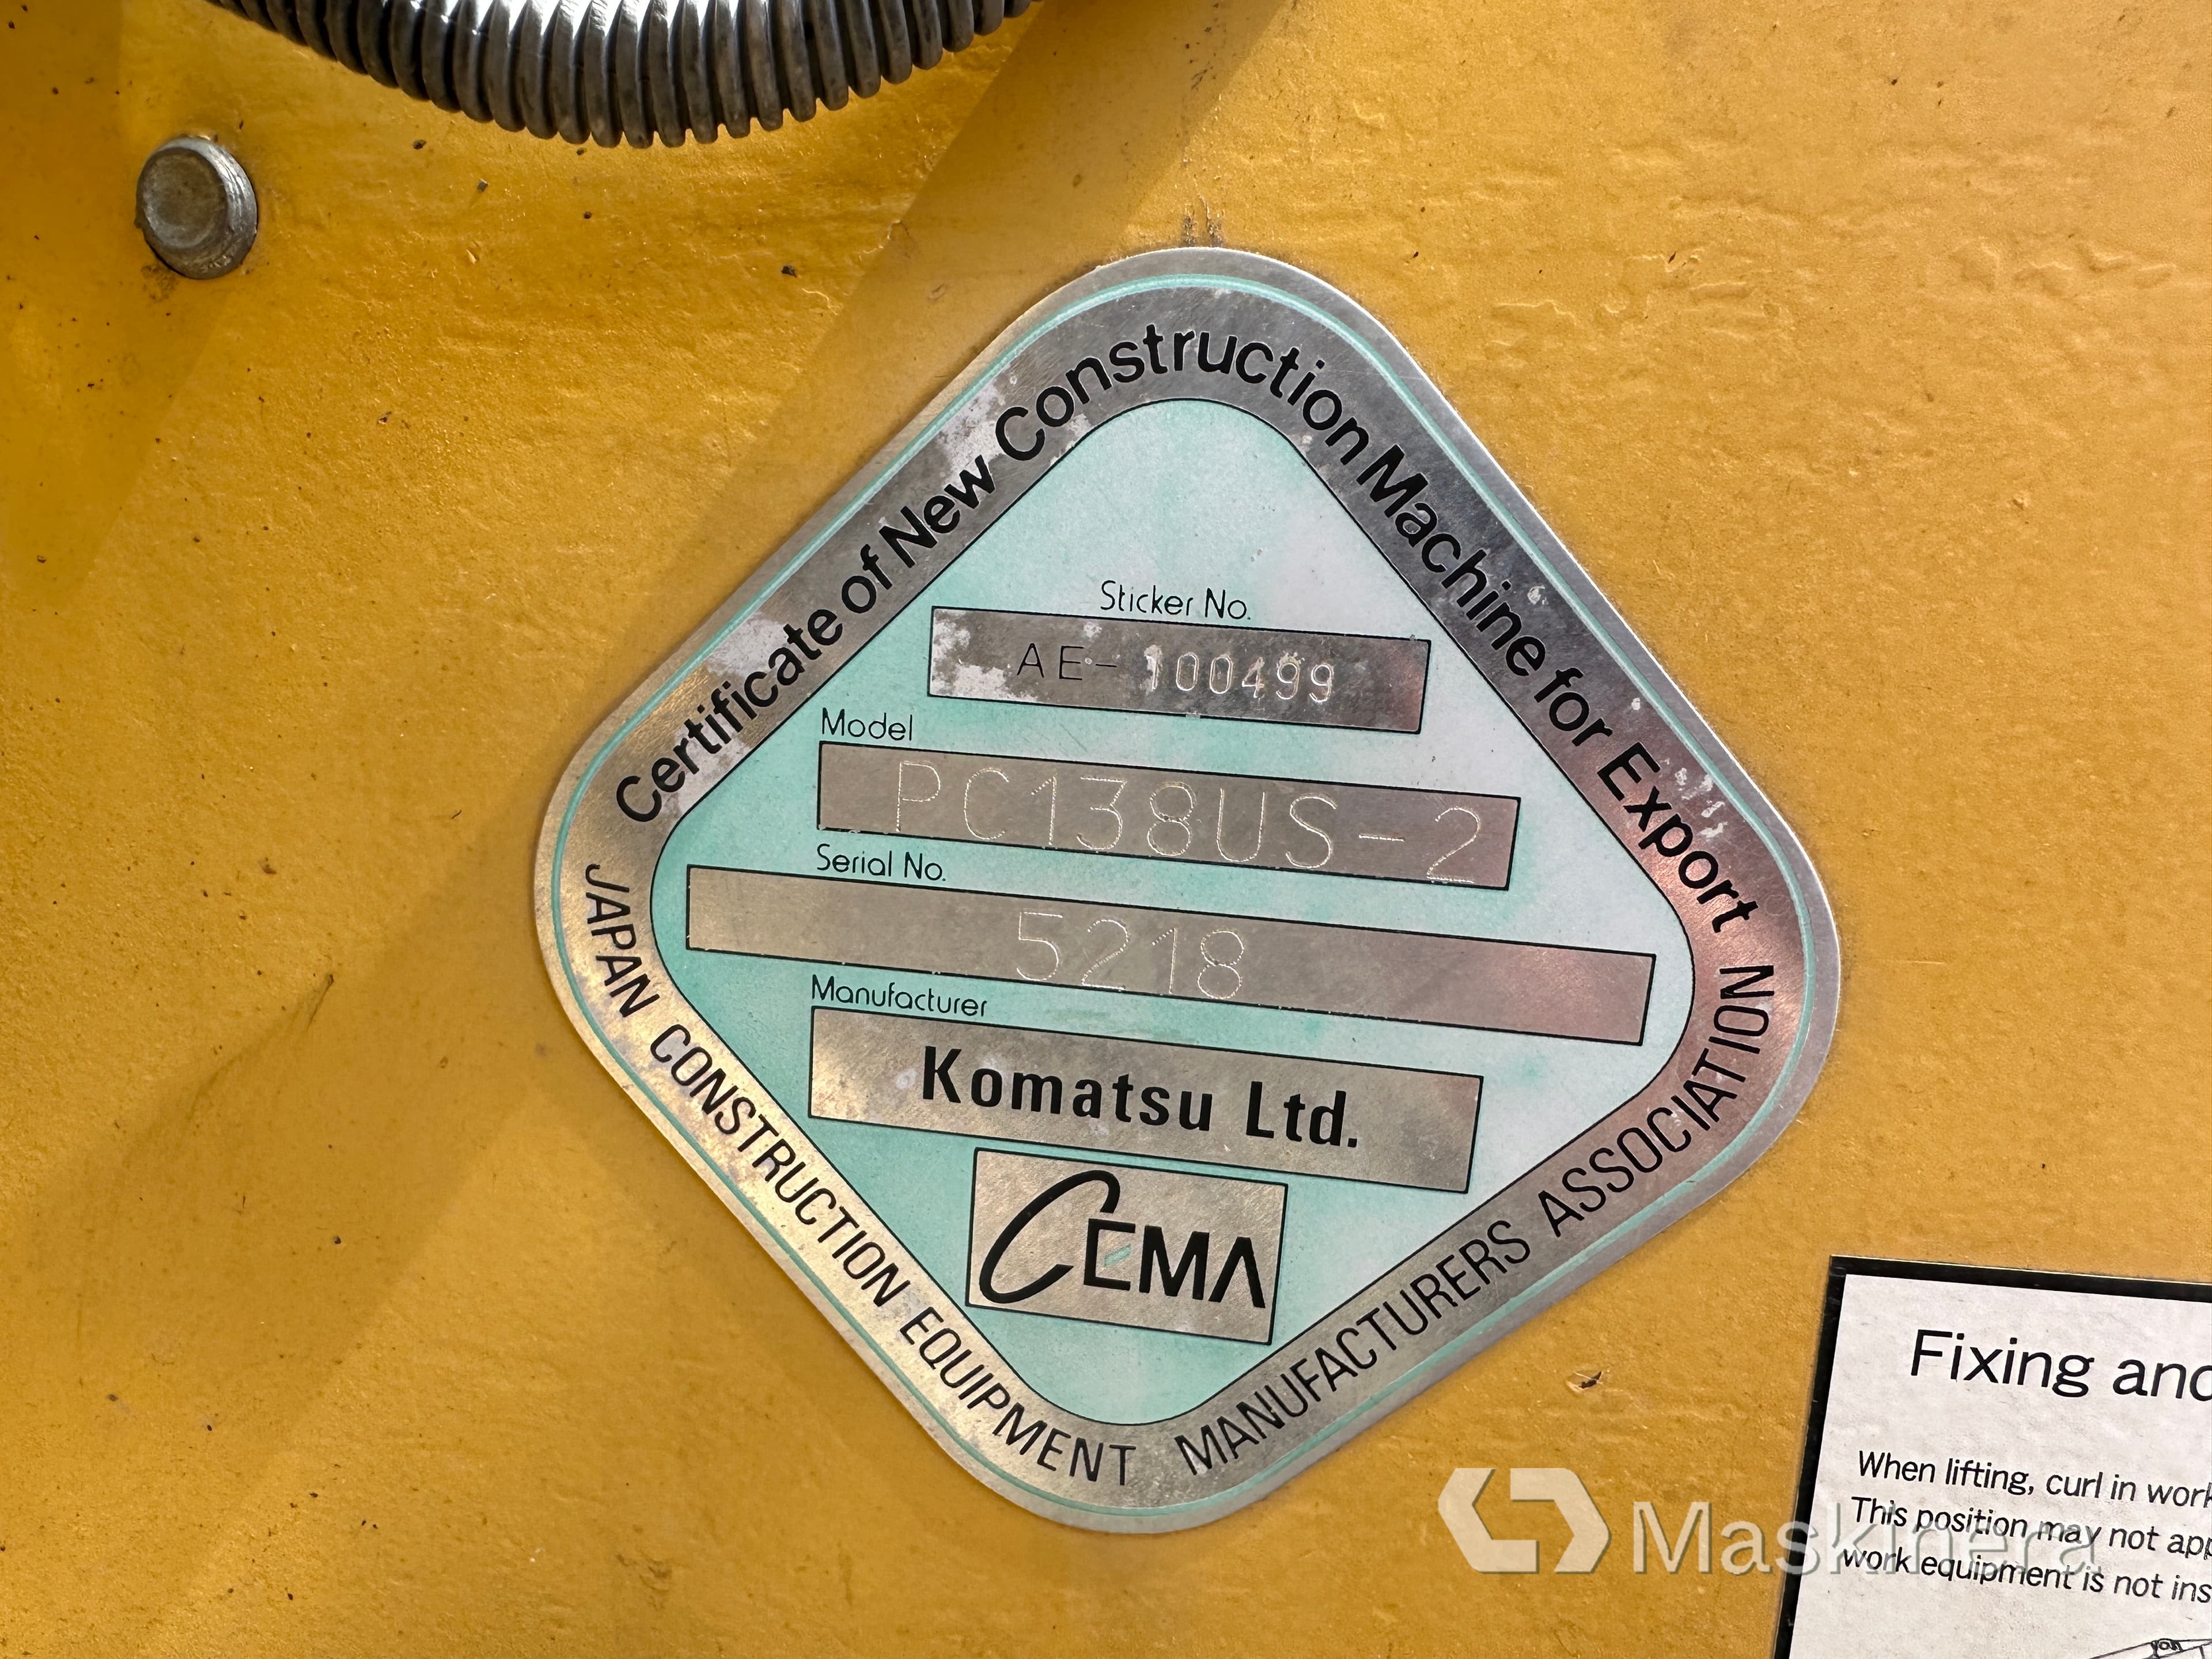 Certificate of New Construction Machine for Export
Sticker No.
AE-100499
Model
PC138US-2
Serial No.
5218
Manufacturer
Komatsu Ltd.
CEMA
JAPAN CONSTRUCTION EQUIPMENT MANUFACTURERS ASSOCIATION
Fixing and
When lifting, curl in work
This position may not app
work equipment is not ins
Maskinera